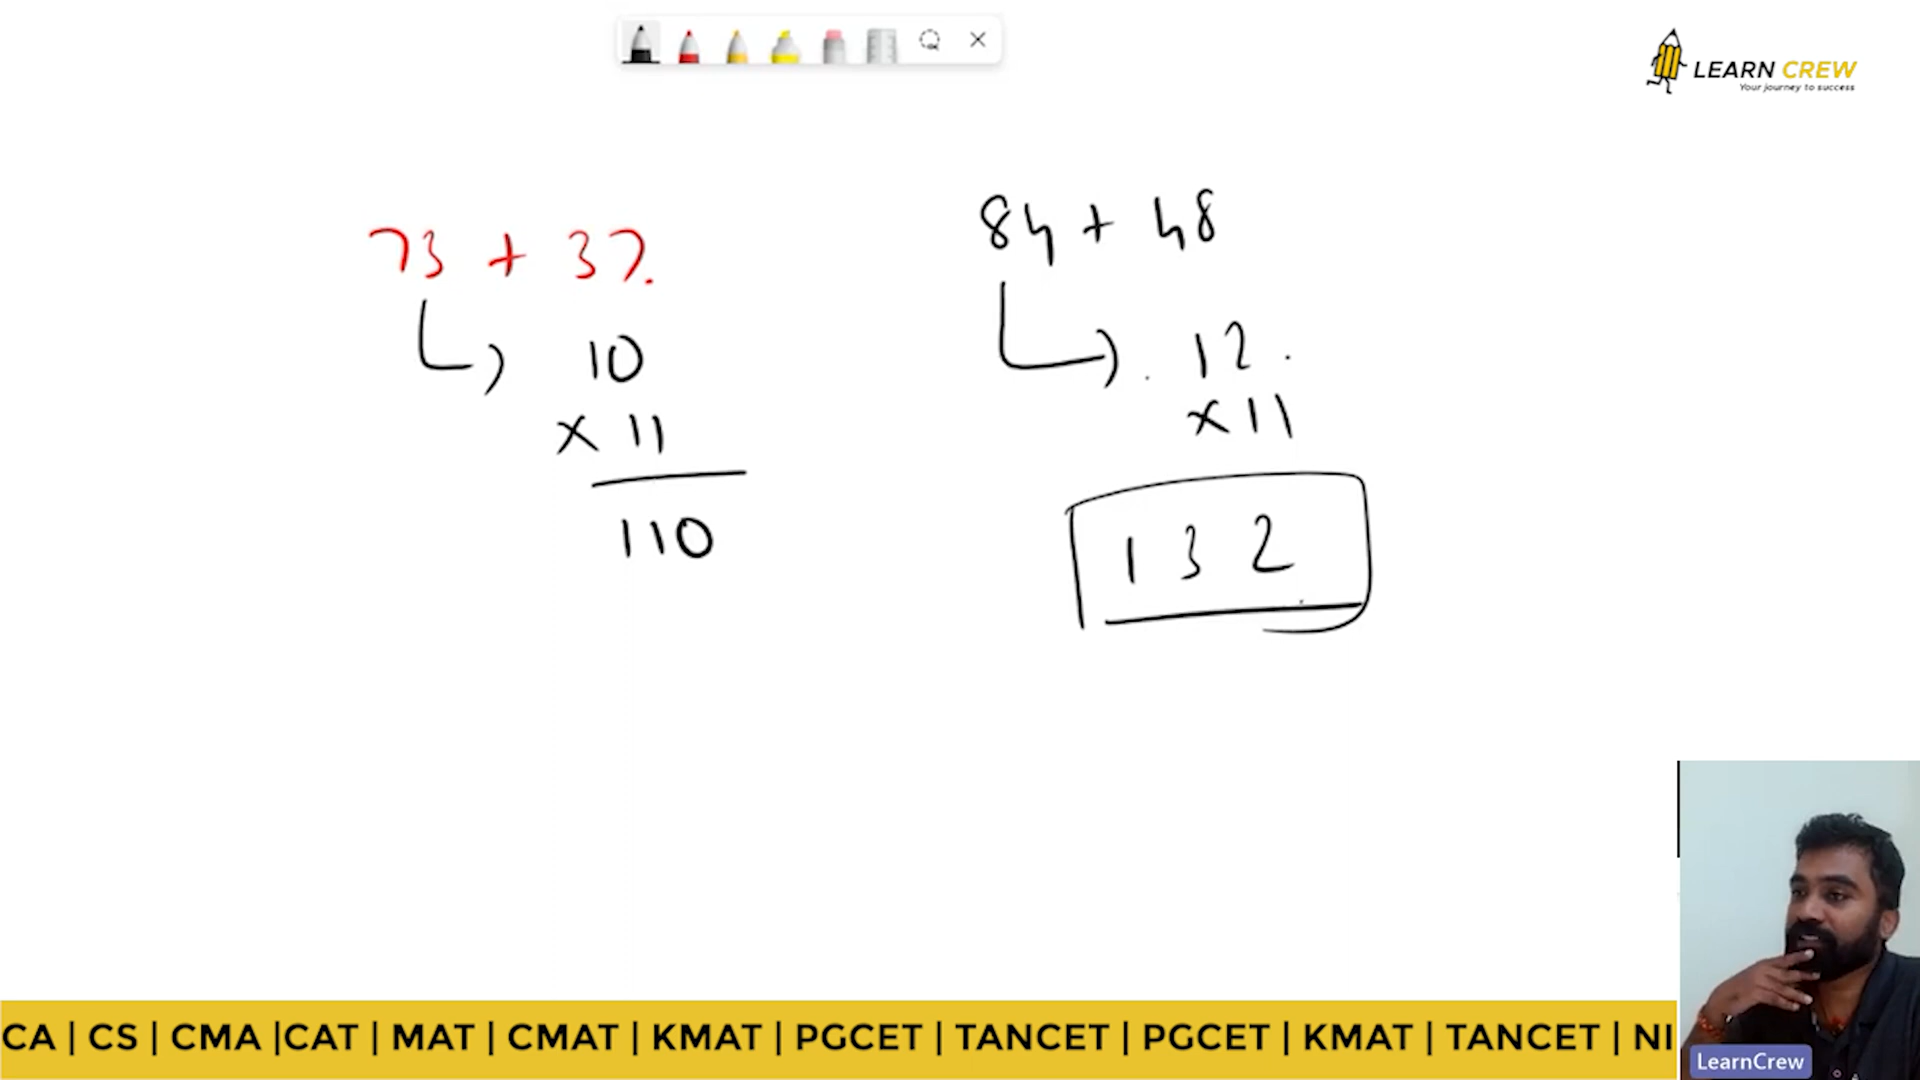 LEARN CREW
Your journey to success
73 + 37.
10
x 11
110
84 + 48
12.
x 11
132
CA | CS | CMA |CAT | MAT | CMAT | KMAT | PGCET | TANCET | PGCET | KMAT | TANCET | NI
LearnCrew